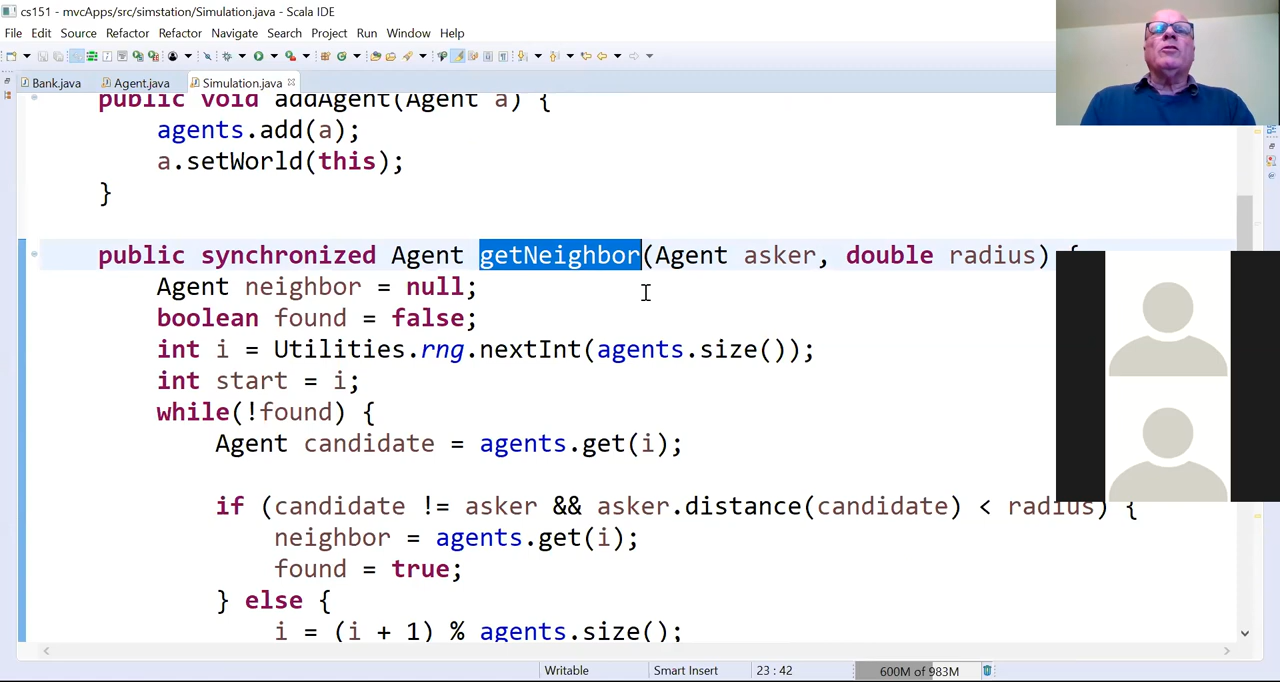 cs151 - mvcApps/src/simstation/Simulation.java - Scala IDE
File Edit Source Refactor Refactor Navigate Search Project Run Window Help
Bank.java Agent.java Simulation.java
public void addAgent(Agent a) {
agents.add(a);
a.setWorld(this);
}
public synchronized Agent getNeighbor(Agent asker, double radius) {
Agent neighbor = null;
boolean found = false;
int i = Utilities.rng.nextInt(agents.size());
int start = i;
while(!found) {
Agent candidate = agents.get(i);
if (candidate != asker && asker.distance(candidate) < radius) {
neighbor = agents.get(i);
found = true;
} else {
i = (i + 1) % agents.size();
Writable Smart Insert 23 : 42 600M of 983M